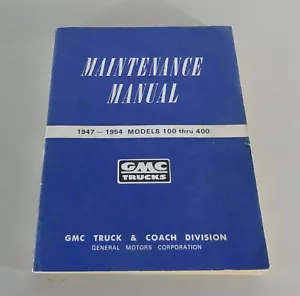 MAINTENANCE
MANUAL
1947 – 1954 MODELS 100 thru 400
GMC
TRUCKS
GMC TRUCK & COACH DIVISION
GENERAL MOTORS CORPORATION